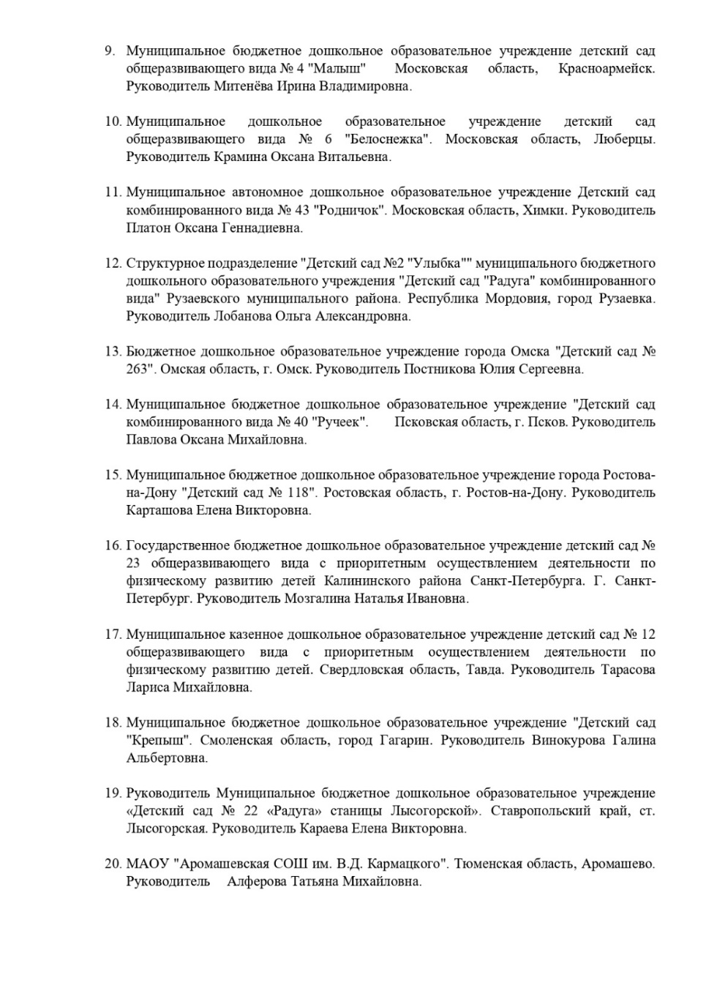 9. Муниципальное бюджетное дошкольное образовательное учреждение детский сад
общеразвивающего вида № 4 "Малыш" Московская область, Красноармейск.
Руководитель Митенёва Ирина Владимировна.
10. Муниципальное дошкольное образовательное учреждение детский сад
общеразвивающего вида № 6 "Белоснежка". Московская область, Люберцы.
Руководитель Крамина Оксана Витальевна.
11. Муниципальное автономное дошкольное образовательное учреждение Детский сад
комбинированного вида № 43 "Родничок". Московская область, Химки. Руководитель
Платон Оксана Геннадиевна.
12. Структурное подразделение "Детский сад №2 "Улыбка"" муниципального бюджетного
дошкольного образовательного учреждения "Детский сад "Радуга" комбинированного
вида" Рузаевского муниципального района. Республика Мордовия, город Рузаевка.
Руководитель Лобанова Ольга Александровна.
13. Бюджетное дошкольное образовательное учреждение города Омска "Детский сад №
263". Омская область, г. Омск. Руководитель Постникова Юлия Сергеевна.
14. Муниципальное бюджетное дошкольное образовательное учреждение "Детский сад
комбинированного вида № 40 "Ручеек". Псковская область, г. Псков. Руководитель
Павлова Оксана Михайловна.
15. Муниципальное бюджетное дошкольное образовательное учреждение города Ростова-
на-Дону "Детский сад № 118". Ростовская область, г. Ростов-на-Дону. Руководитель
Карташова Елена Викторовна.
16. Государственное бюджетное дошкольное образовательное учреждение детский сад №
23 общеразвивающего вида с приоритетным осуществлением деятельности по
физическому развитию детей Калининского района Санкт-Петербурга. Г. Санкт-
Петербург. Руководитель Мозгалина Наталья Ивановна.
17. Муниципальное казенное дошкольное образовательное учреждение детский сад № 12
общеразвивающего вида с приоритетным осуществлением деятельности по
физическому развитию детей. Свердловская область, Тавда. Руководитель Тарасова
Лариса Михайловна.
18. Муниципальное бюджетное дошкольное образовательное учреждение "Детский сад
"Крепыш". Смоленская область, город Гагарин. Руководитель Винокурова Галина
Альбертовна.
19. Руководитель Муниципальное бюджетное дошкольное образовательное учреждение
«Детский сад № 22 «Радуга» станицы Лысогорской». Ставропольский край, ст.
Лысогорская. Руководитель Караева Елена Викторовна.
20. МАОУ "Аромашевская СОШ им. В.Д. Кармацкого". Тюменская область, Аромашево.
Руководитель Алферова Татьяна Михайловна.